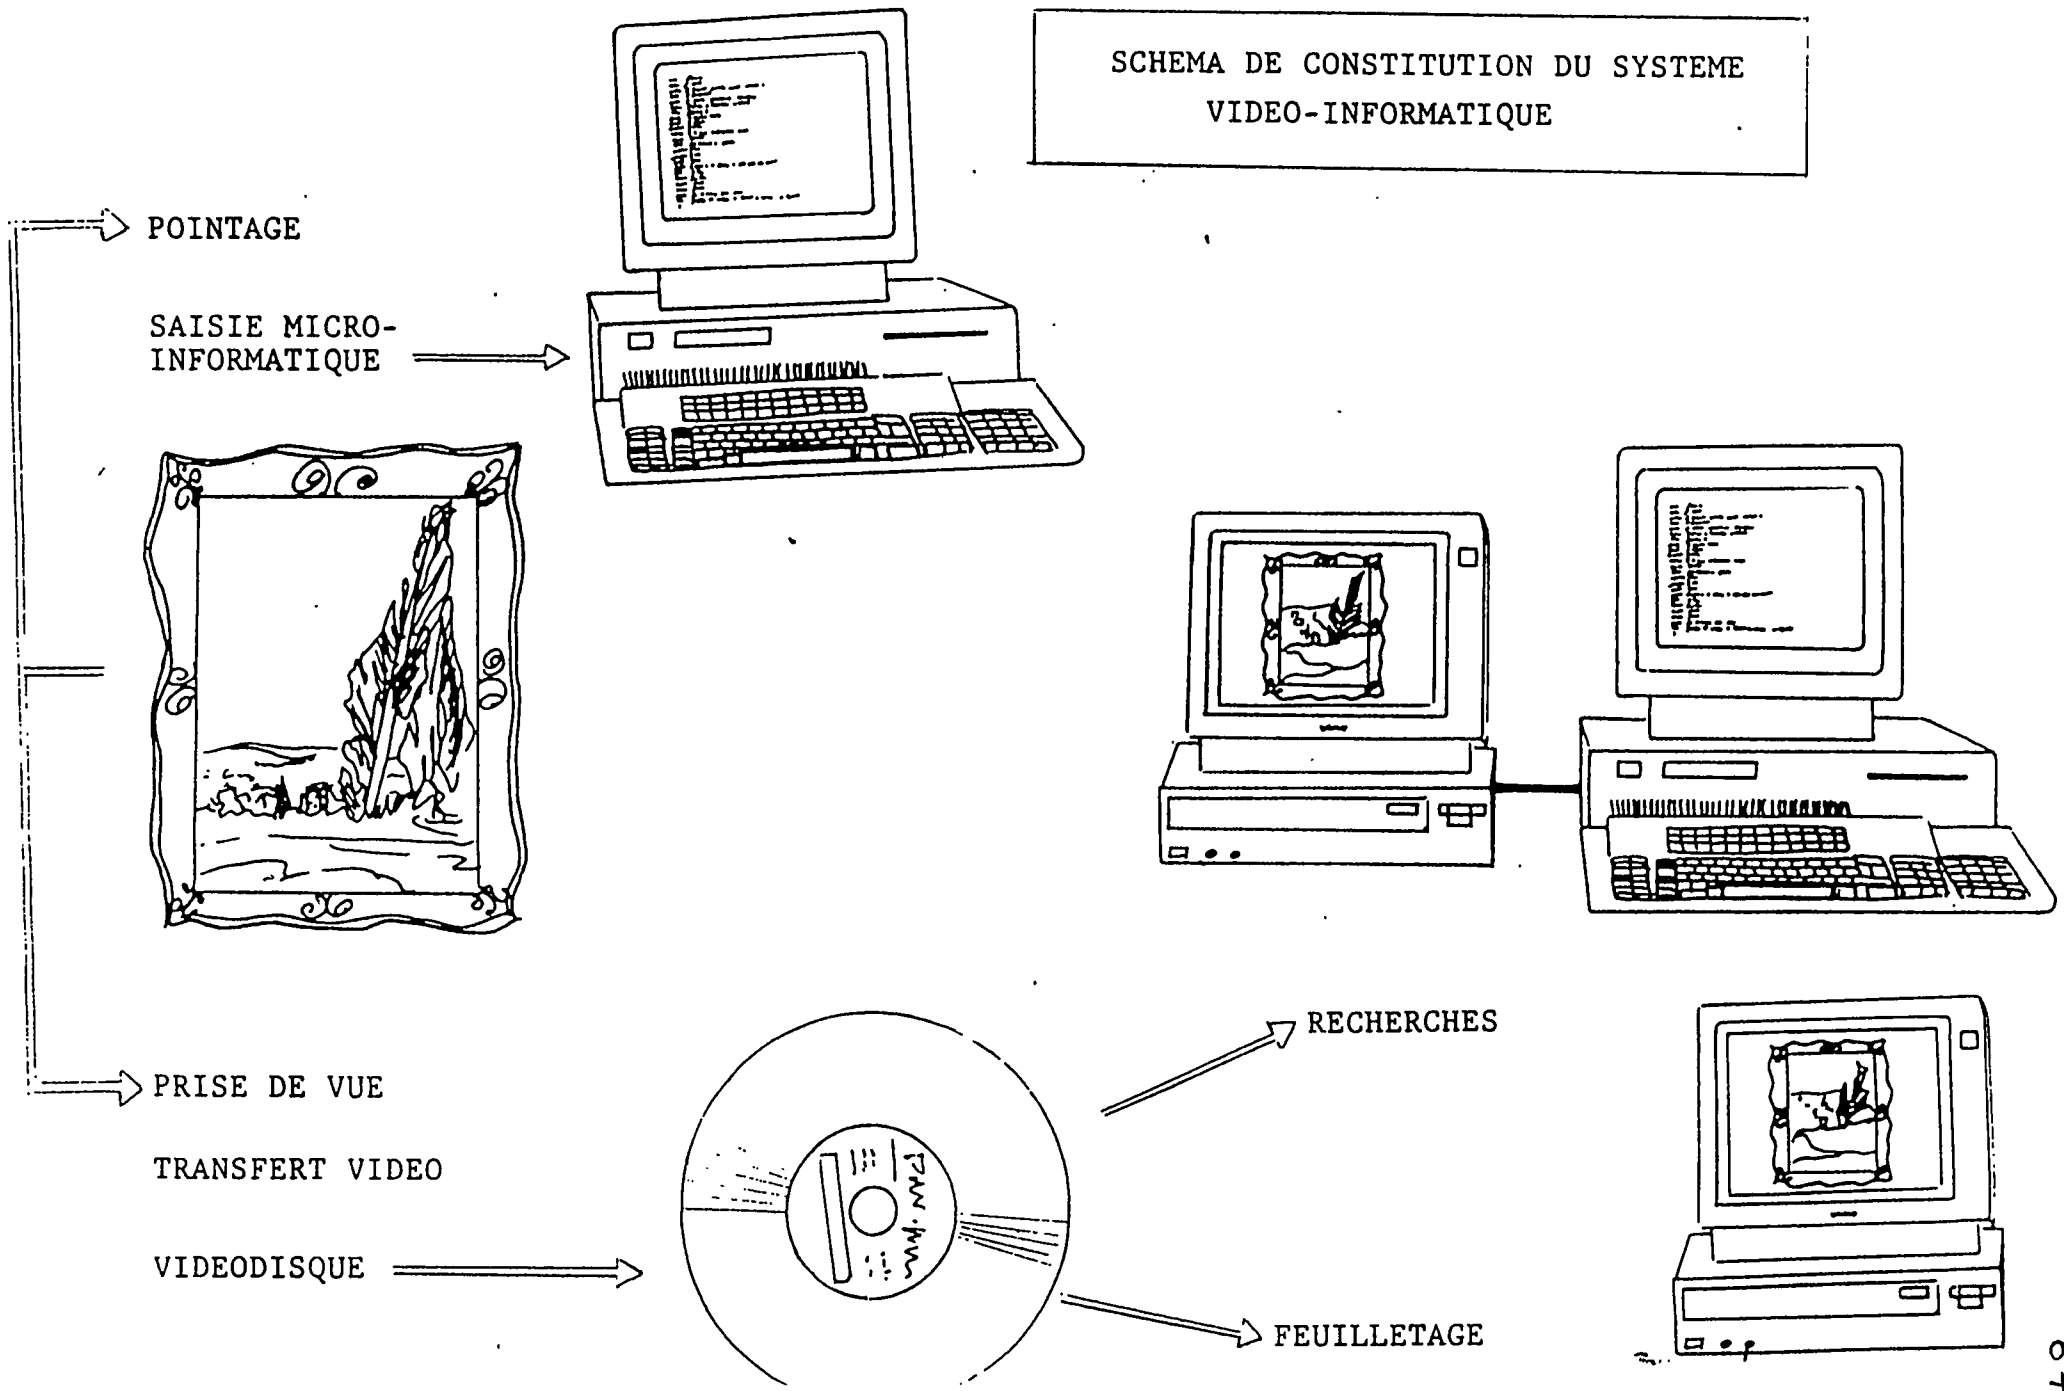 SCHEMA DE CONSTITUTION DU SYSTEME
VIDEO-INFORMATIQUE
POINTAGE
SAISIE MICRO-
INFORMATIQUE
RECHERCHES
PRISE DE VUE
TRANSFERT VIDEO
VIDEODISQUE
FEUILLETAGE